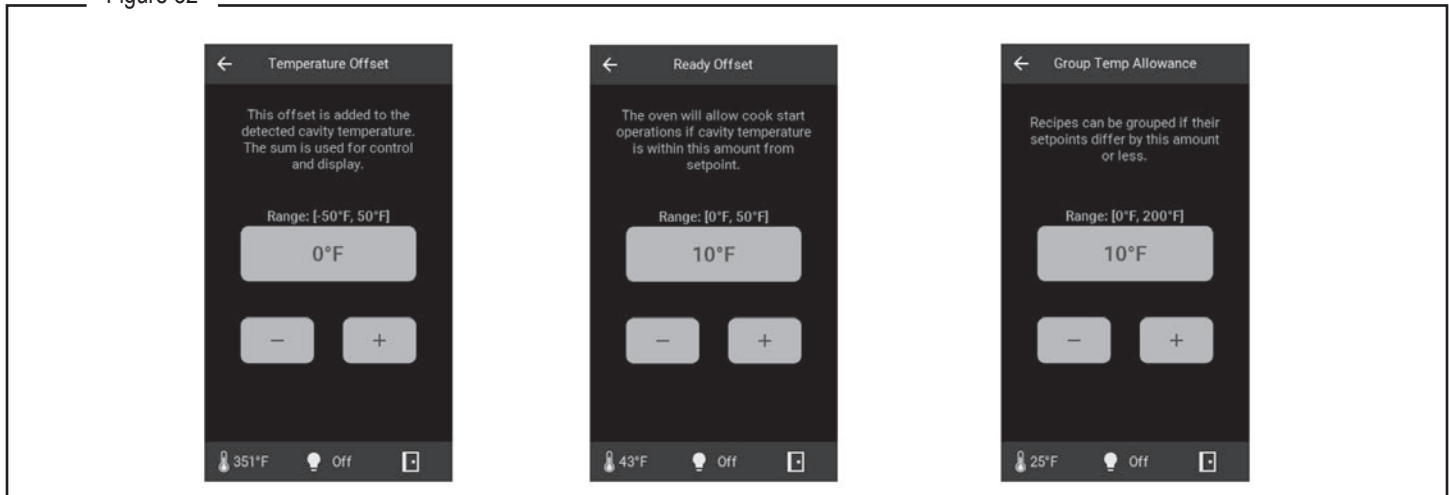 Temperature Offset
This offset is added to the
detected cavity temperature.
The sum is used for control
and display.
Range: [-50°F, 50°F]
0°F
− +
351°F Off
Ready Offset
The oven will allow cook start
operations if cavity temperature
is within this amount from
setpoint.
Range: [0°F, 50°F]
10°F
− +
43°F Off
Group Temp Allowance
Recipes can be grouped if their
setpoints differ by this amount
or less.
Range: [0°F, 200°F]
10°F
− +
25°F Off